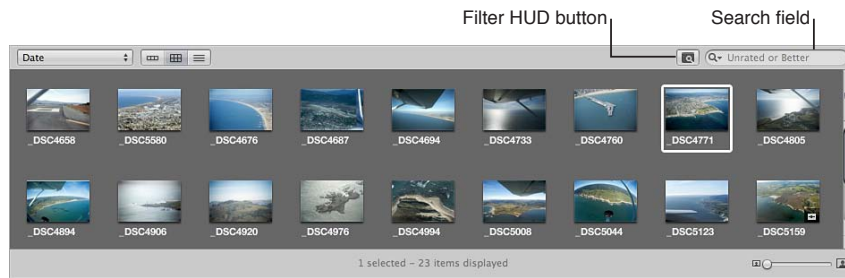 Filter HUD button Search field
Date Unrated or Better
_DSC4658 _DSC5580 _DSC4676 _DSC4687 _DSC4694 _DSC4733 _DSC4760 _DSC4771 _DSC4805
_DSC4894 _DSC4906 _DSC4920 _DSC4976 _DSC4994 _DSC5008 _DSC5044 _DSC5123 _DSC5159
1 selected – 23 items displayed